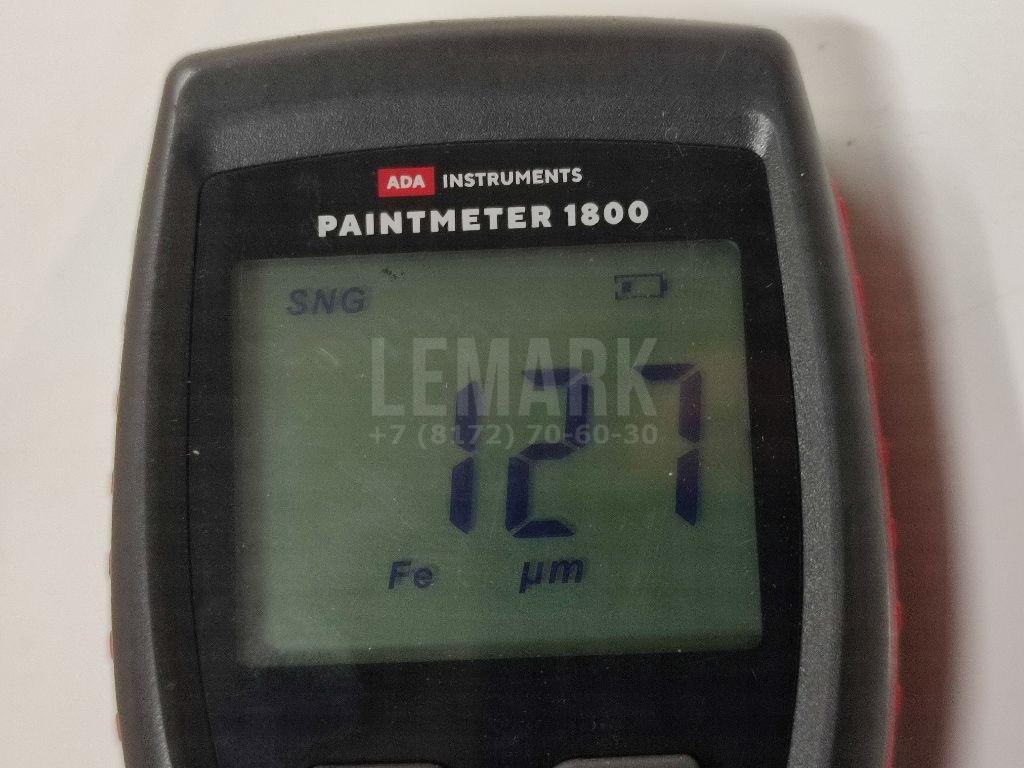 ADA INSTRUMENTS
PAINTMETER 1800
SNG
LEMARK
+7 (8172) 70-60-30
127
Fe µm